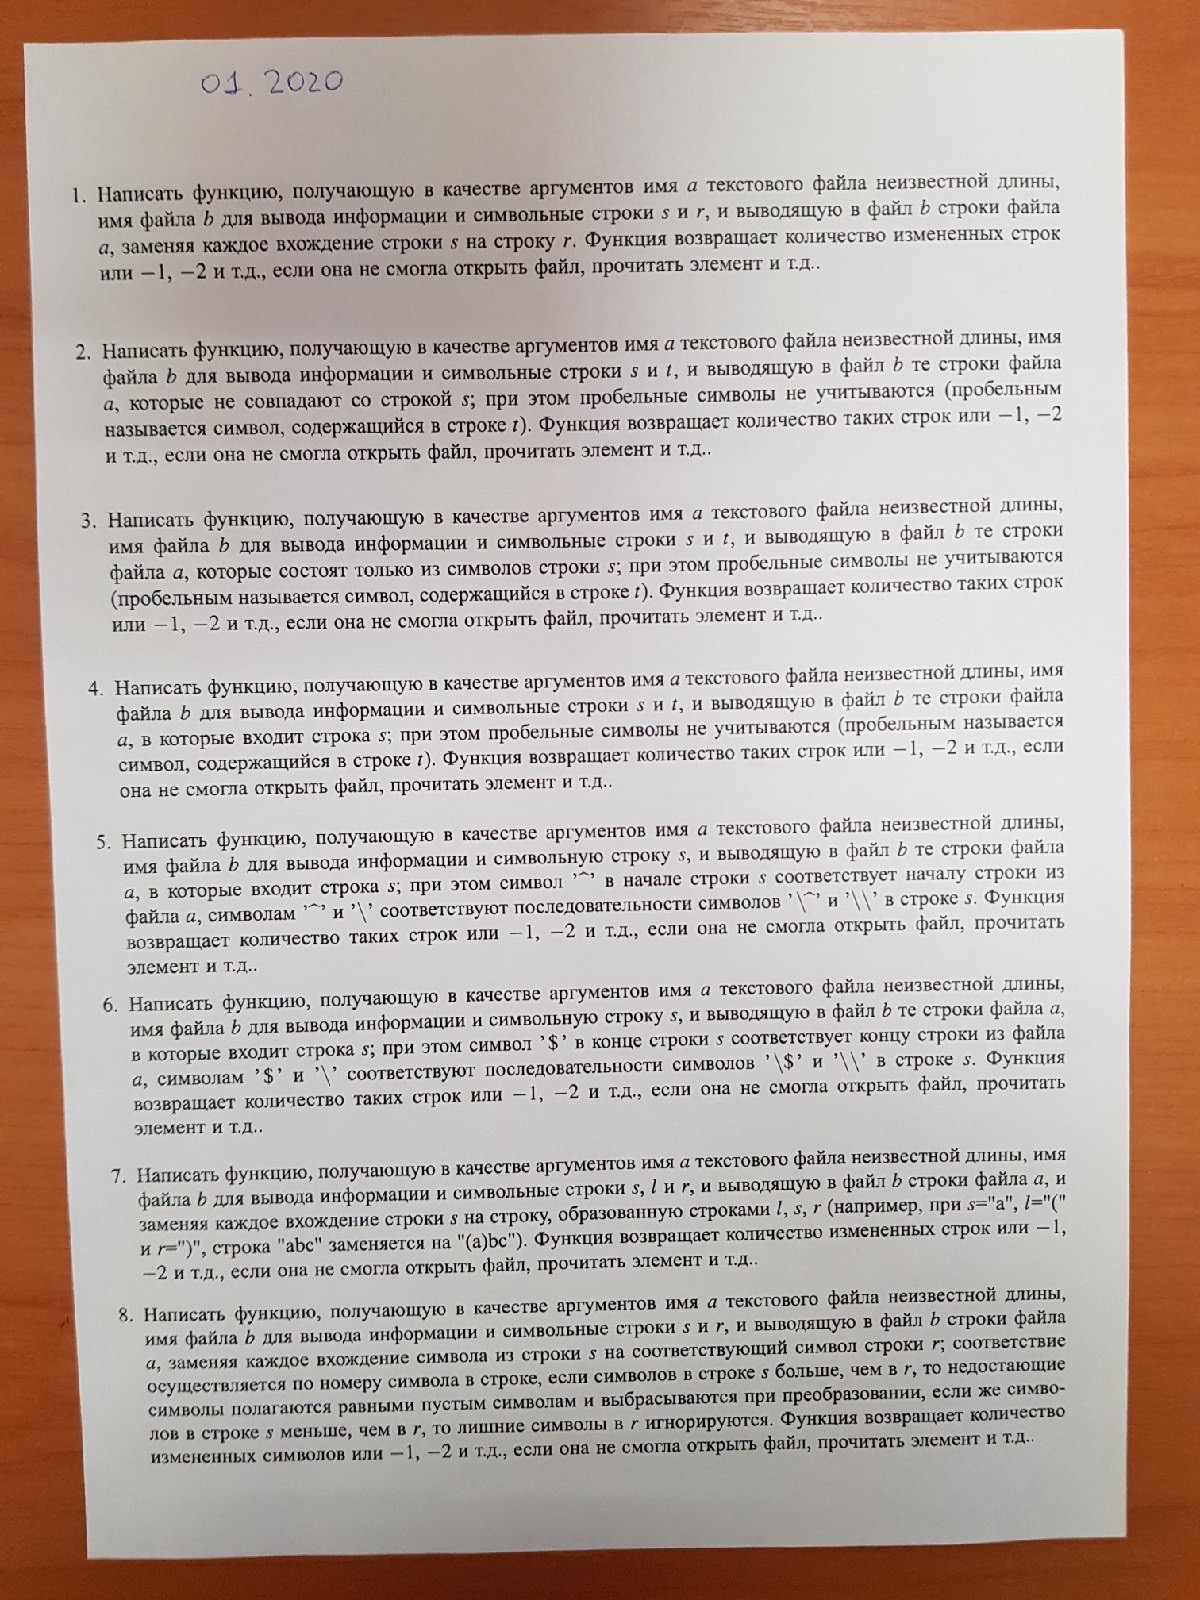 01.2020
1. Написать функцию, получающую в качестве аргументов имя a текстового файла неизвестной длины,
имя файла b для вывода информации и символьные строки s и r, и выводящую в файл b строки файла
a, заменяя каждое вхождение строки s на строку r. Функция возвращает количество измененных строк
или −1, −2 и т.д., если она не смогла открыть файл, прочитать элемент и т.д..
2. Написать функцию, получающую в качестве аргументов имя a текстового файла неизвестной длины, имя
файла b для вывода информации и символьные строки s и t, и выводящую в файл b те строки файла
a, которые не совпадают со строкой s; при этом пробельные символы не учитываются (пробельным
называется символ, содержащийся в строке t). Функция возвращает количество таких строк или −1, −2
и т.д., если она не смогла открыть файл, прочитать элемент и т.д..
3. Написать функцию, получающую в качестве аргументов имя a текстового файла неизвестной длины,
имя файла b для вывода информации и символьные строки s и t, и выводящую в файл b те строки
файла a, которые состоят только из символов строки s; при этом пробельные символы не учитываются
(пробельным называется символ, содержащийся в строке t). Функция возвращает количество таких строк
или −1, −2 и т.д., если она не смогла открыть файл, прочитать элемент и т.д..
4. Написать функцию, получающую в качестве аргументов имя a текстового файла неизвестной длины, имя
файла b для вывода информации и символьные строки s и t, и выводящую в файл b те строки файла
a, в которые входит строка s; при этом пробельные символы не учитываются (пробельным называется
символ, содержащийся в строке t). Функция возвращает количество таких строк или −1, −2 и т.д., если
она не смогла открыть файл, прочитать элемент и т.д..
5. Написать функцию, получающую в качестве аргументов имя a текстового файла неизвестной длины,
имя файла b для вывода информации и символьную строку s, и выводящую в файл b те строки файла
a, в которые входит строка s; при этом символ '^' в начале строки s соответствует началу строки из
файла a, символам '^' и '\' соответствуют последовательности символов '\^' и '\\' в строке s. Функция
возвращает количество таких строк или −1, −2 и т.д., если она не смогла открыть файл, прочитать
элемент и т.д..
6. Написать функцию, получающую в качестве аргументов имя a текстового файла неизвестной длины,
имя файла b для вывода информации и символьную строку s, и выводящую в файл b те строки файла a,
в которые входит строка s; при этом символ '$' в конце строки s соответствует концу строки из файла
a, символам '$' и '\' соответствуют последовательности символов '\$' и '\\' в строке s. Функция
возвращает количество таких строк или −1, −2 и т.д., если она не смогла открыть файл, прочитать
элемент и т.д..
7. Написать функцию, получающую в качестве аргументов имя a текстового файла неизвестной длины, имя
файла b для вывода информации и символьные строки s, l и r, и выводящую в файл b строки файла a, и
заменяя каждое вхождение строки s на строку, образованную строками l, s, r (например, при s="a", l="("
и r=")", строка "abc" заменяется на "(a)bc"). Функция возвращает количество измененных строк или −1,
−2 и т.д., если она не смогла открыть файл, прочитать элемент и т.д..
8. Написать функцию, получающую в качестве аргументов имя a текстового файла неизвестной длины,
имя файла b для вывода информации и символьные строки s и r, и выводящую в файл b строки файла
a, заменяя каждое вхождение символа из строки s на соответствующий символ строки r; соответствие
осуществляется по номеру символа в строке, если символов в строке s больше, чем в r, то недостающие
символы полагаются равными пустым символам и выбрасываются при преобразовании, если же симво-
лов в строке s меньше, чем в r, то лишние символы в r игнорируются. Функция возвращает количество
измененных символов или −1, −2 и т.д., если она не смогла открыть файл, прочитать элемент и т.д..